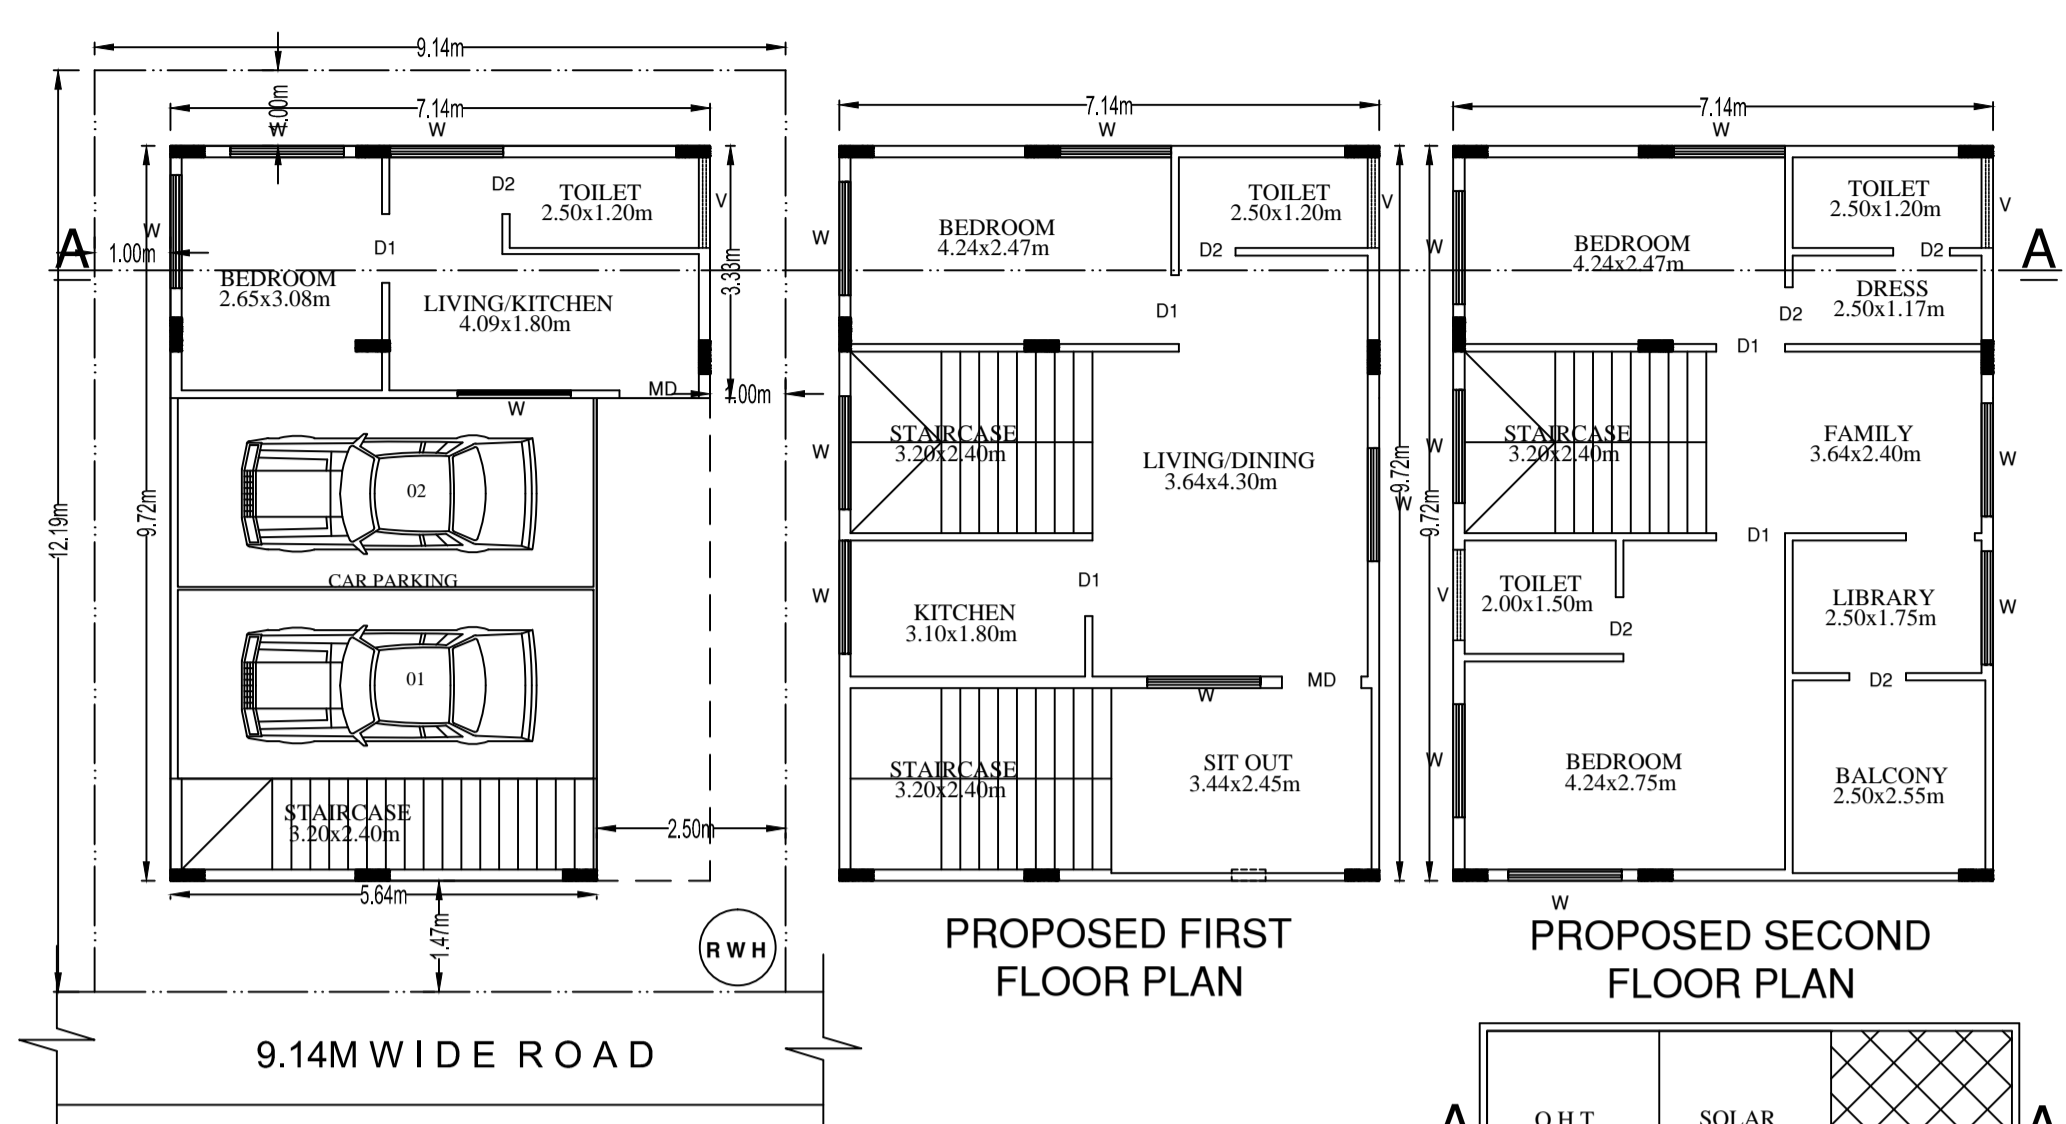 9.14m
7.14m
1.00m
W
W
12.19m
9.72m
A
1.00m
W
D1
D2
TOILET
2.50x1.20m
V
BEDROOM
2.65x3.08m
LIVING/KITCHEN
4.09x1.80m
3.33m
MD
1.00m
W
02
CAR PARKING
01
STAIRCASE
3.20x2.40m
2.50m
5.64m
1.47m
R W H
9.14M W I D E R O A D
7.14m
W
TOILET
2.50x1.20m
V
BEDROOM
4.24x2.47m
W
D2
D1
STAIRCASE
3.20x2.40m
W
LIVING/DINING
3.64x4.30m
W
9.72m
W
D1
KITCHEN
3.10x1.80m
MD
W
STAIRCASE
3.20x2.40m
SIT OUT
3.44x2.45m
PROPOSED FIRST
FLOOR PLAN
7.14m
W
TOILET
2.50x1.20m
V
BEDROOM
4.24x2.47m
W
D2
A
DRESS
2.50x1.17m
D2
D1
STAIRCASE
3.20x2.40m
W
FAMILY
3.64x2.40m
W
9.72m
D1
TOILET
2.00x1.50m
V
D2
LIBRARY
2.50x1.75m
W
D2
BEDROOM
4.24x2.75m
W
BALCONY
2.50x2.55m
W
PROPOSED SECOND
FLOOR PLAN
A
O.H.T
SOLAR
A